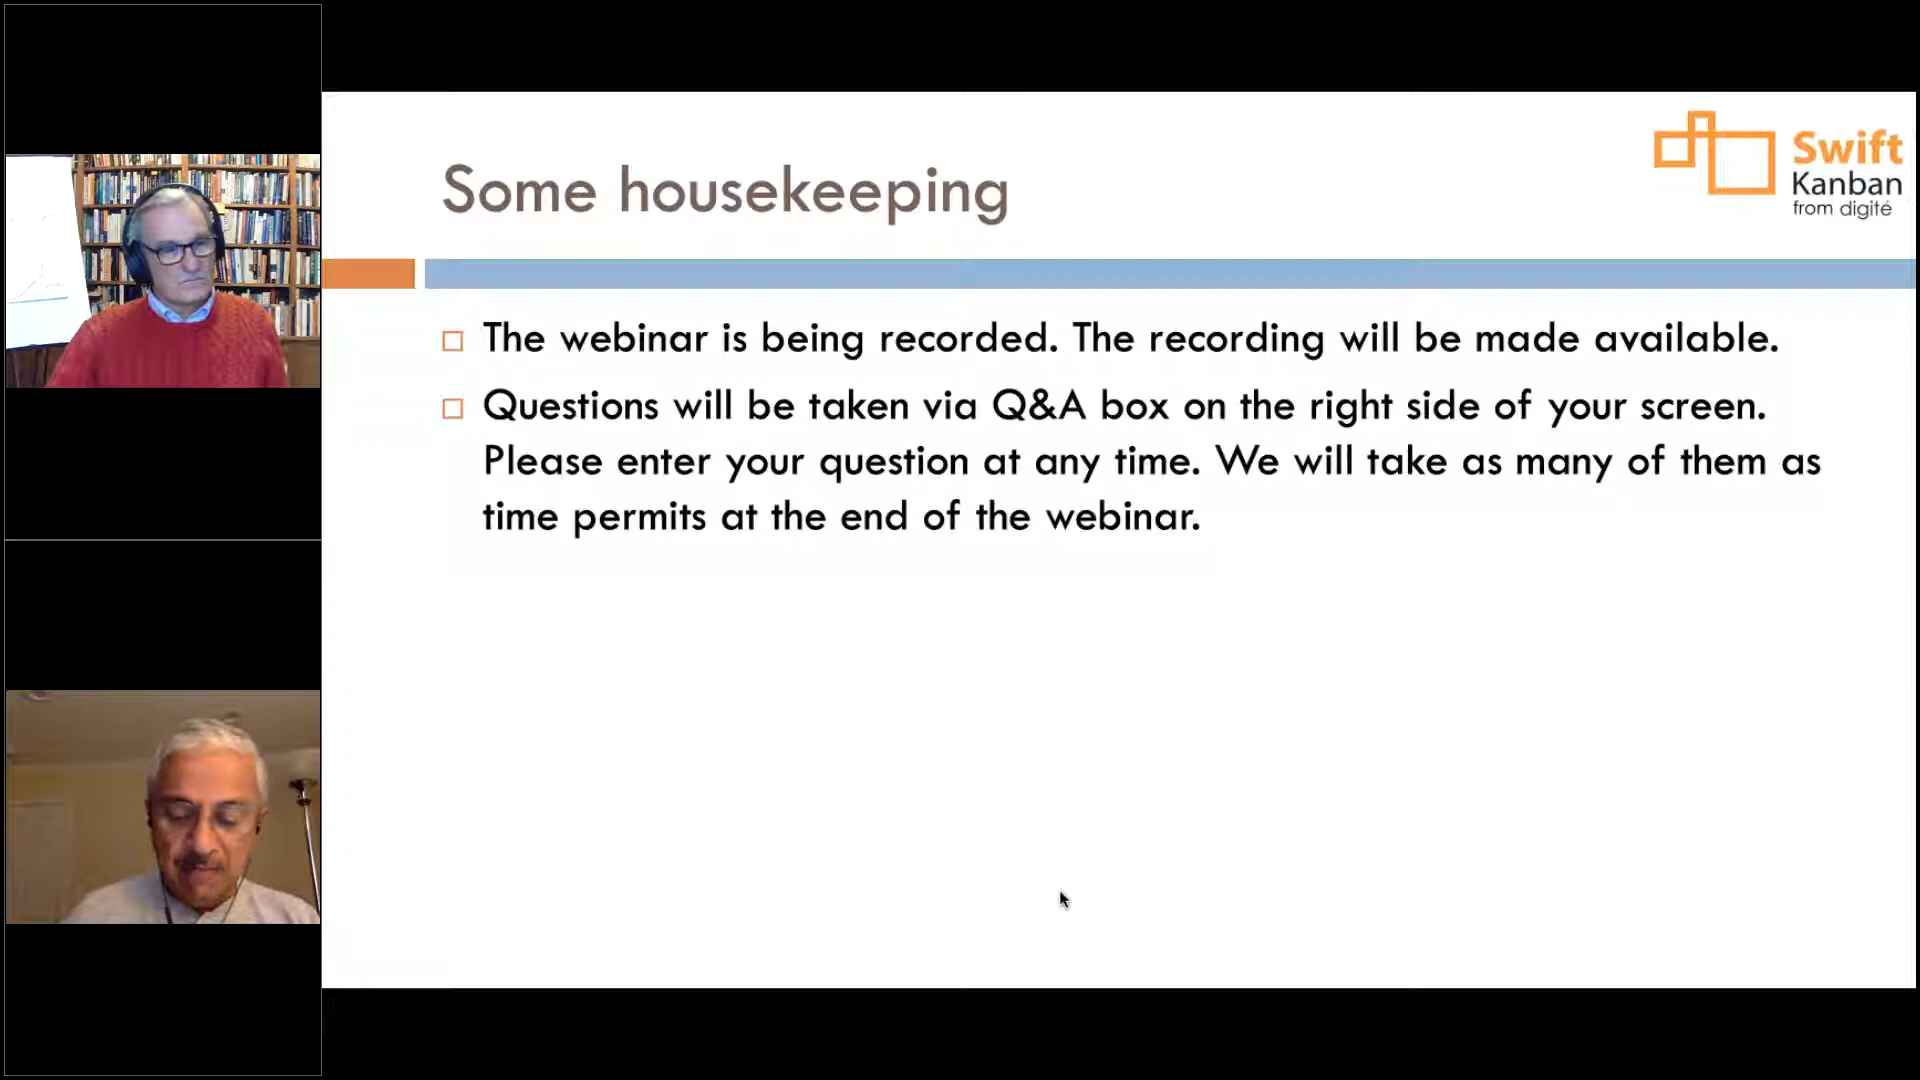 Some housekeeping
Swift
Kanban
from digité
The webinar is being recorded. The recording will be made available.
Questions will be taken via Q&A box on the right side of your screen.
Please enter your question at any time. We will take as many of them as
time permits at the end of the webinar.